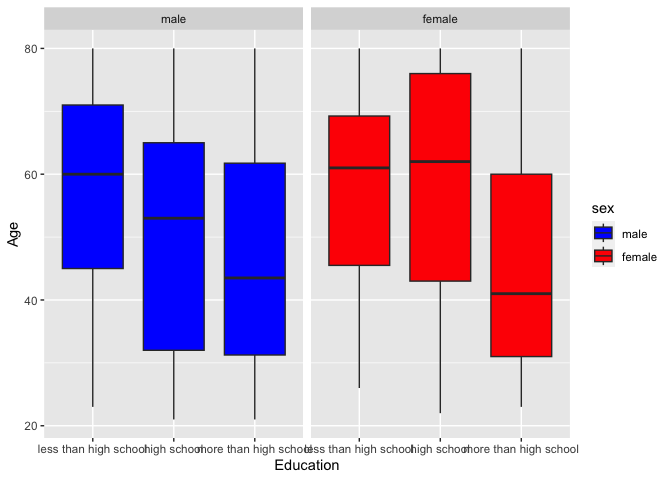 male
female
80
60
40
20
Age
less than high school
high school
more than high school
less than high school
high school
more than high school
Education
sex
male
female